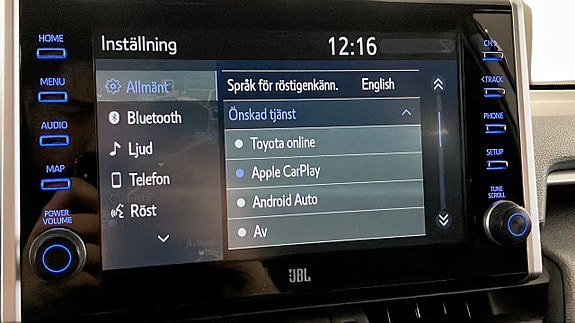 Inställning
12:16
HOME
MENU
AUDIO
MAP
POWER
VOLUME
Allmänt
Bluetooth
Ljud
Telefon
Röst
Språk för röstigenkänn. English
Önskad tjänst
Toyota online
Apple CarPlay
Android Auto
Av
TRACK
PHONE
SETUP
TUNE
SCROLL
JBL